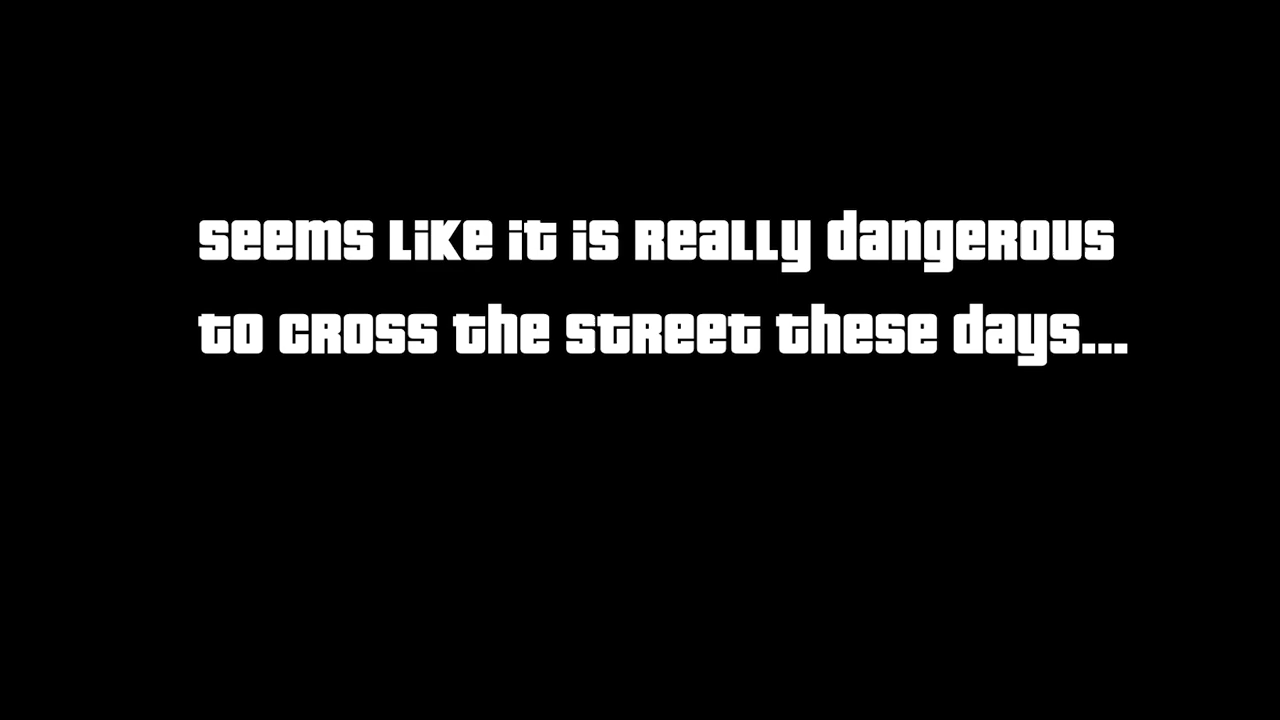 seems like it is really dangerous
to cross the street these days...